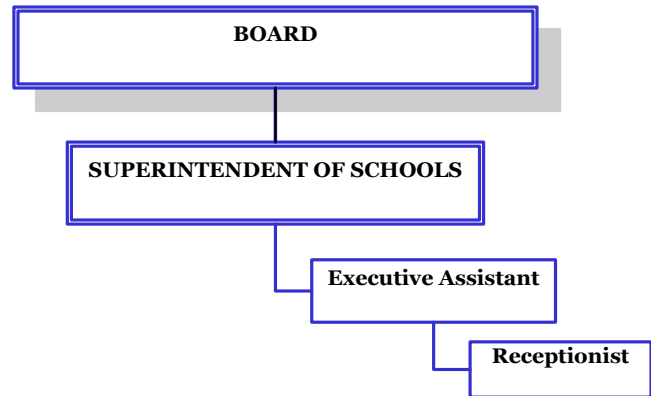 BOARD
SUPERINTENDENT OF SCHOOLS
Executive Assistant
Receptionist